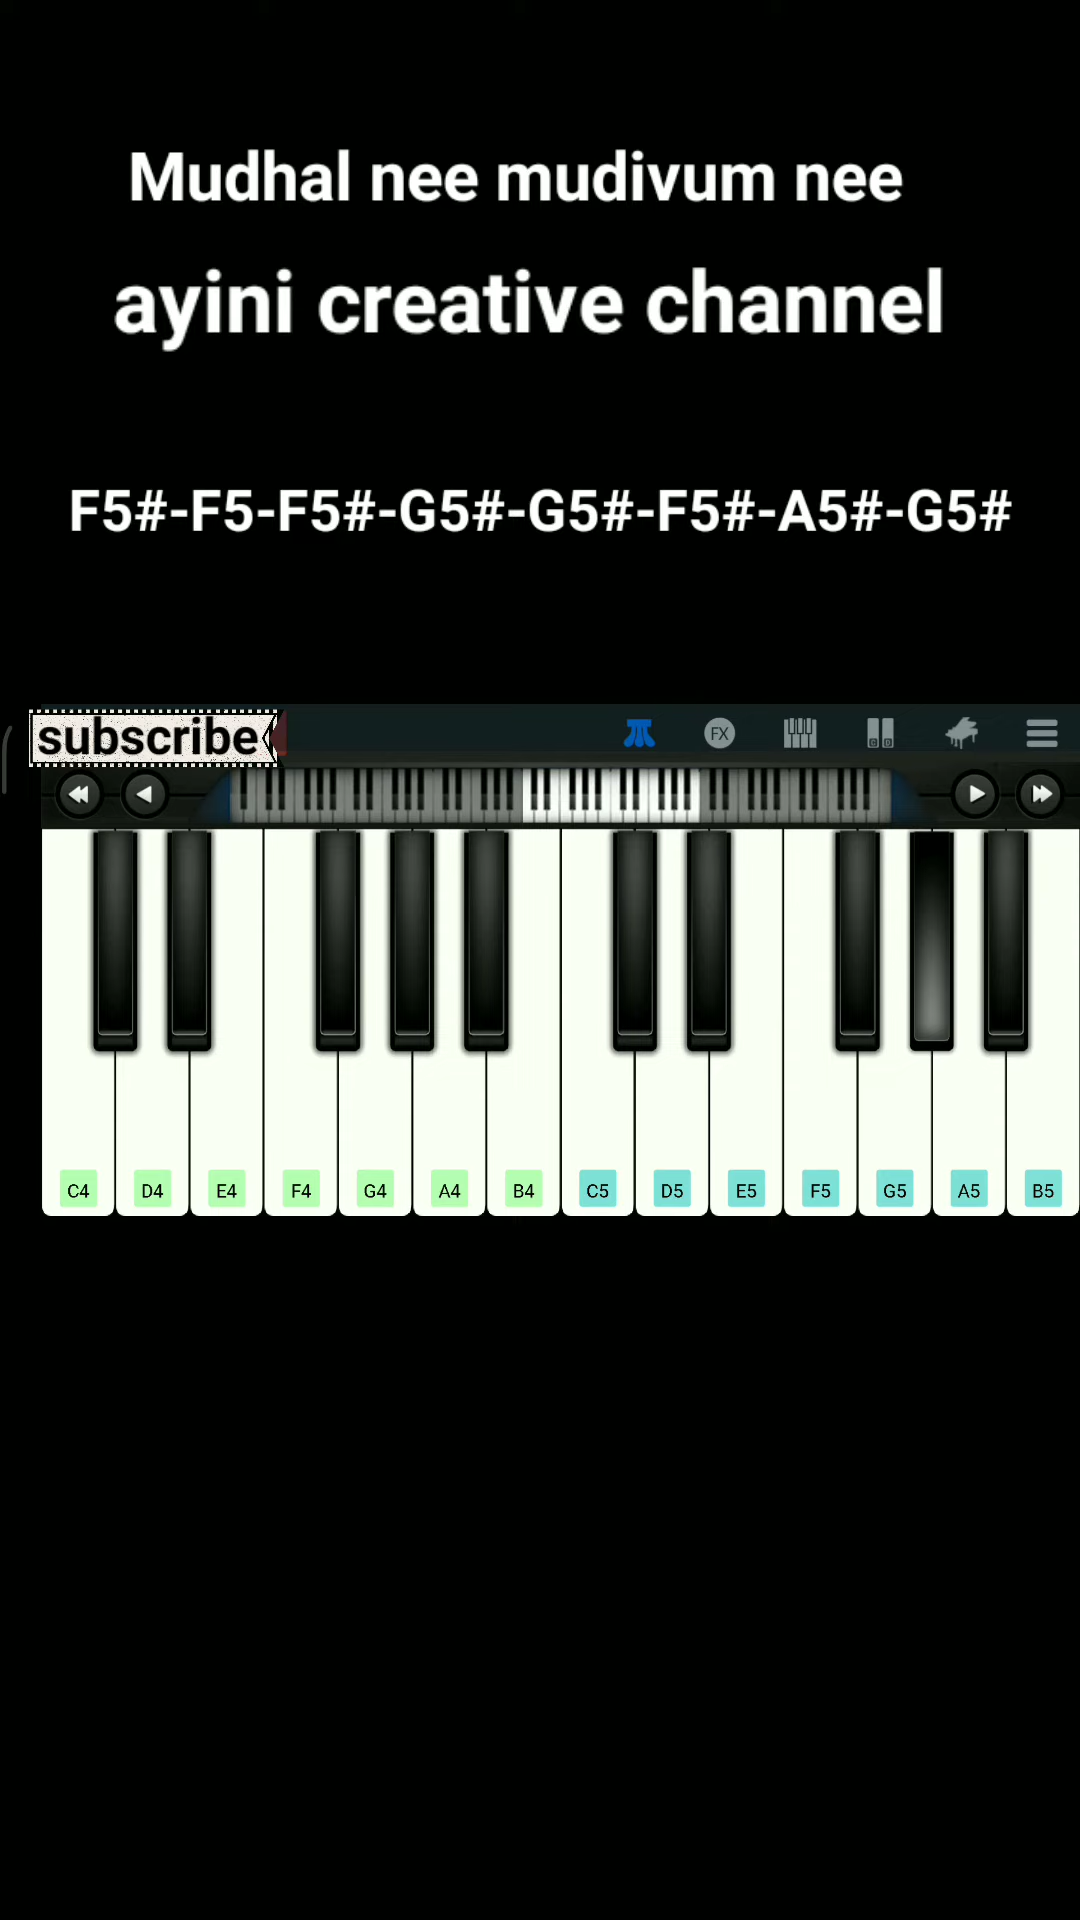 Mudhal nee mudivum nee
ayini creative channel
F5#-F5-F5#-G5#-G5#-F5#-A5#-G5#
subscribe
FX
C4 D4 E4 F4 G4 A4 B4 C5 D5 E5 F5 G5 A5 B5